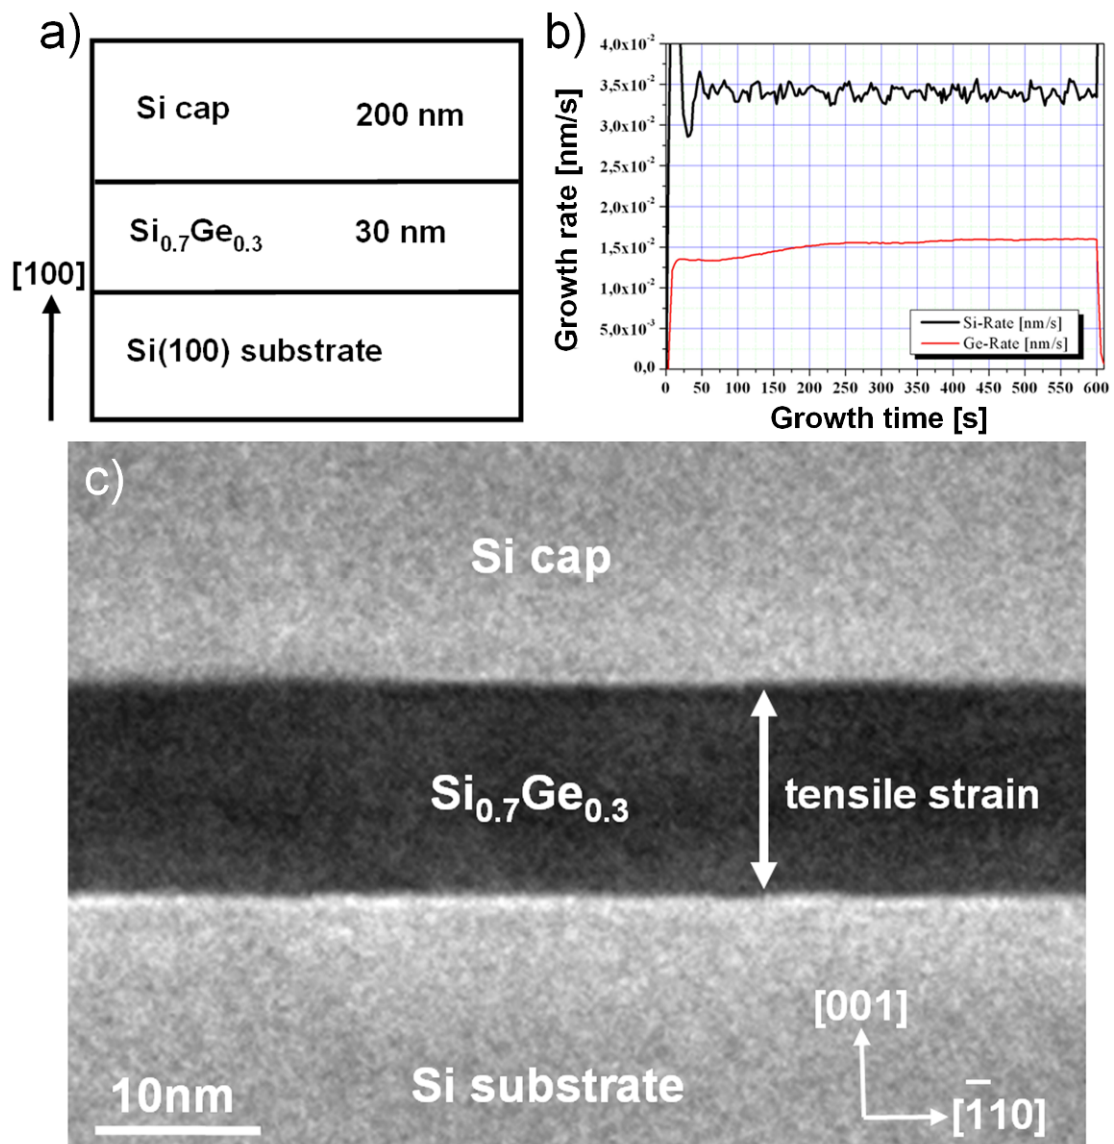 a)
Si cap 200 nm
Si0.7Ge0.3 30 nm
[100]
Si(100) substrate
b)
Growth rate [nm/s]
4,0x10⁻²
3,5x10⁻²
3,0x10⁻²
2,5x10⁻²
2,0x10⁻²
1,5x10⁻²
1,0x10⁻²
5,0x10⁻³
0,0
Si-Rate [nm/s]
Ge-Rate [nm/s]
0 50 100 150 200 250 300 350 400 450 500 550 600
Growth time [s]
c)
Si cap
Si0.7Ge0.3
tensile strain
[001]
[1̅10]
10nm
Si substrate